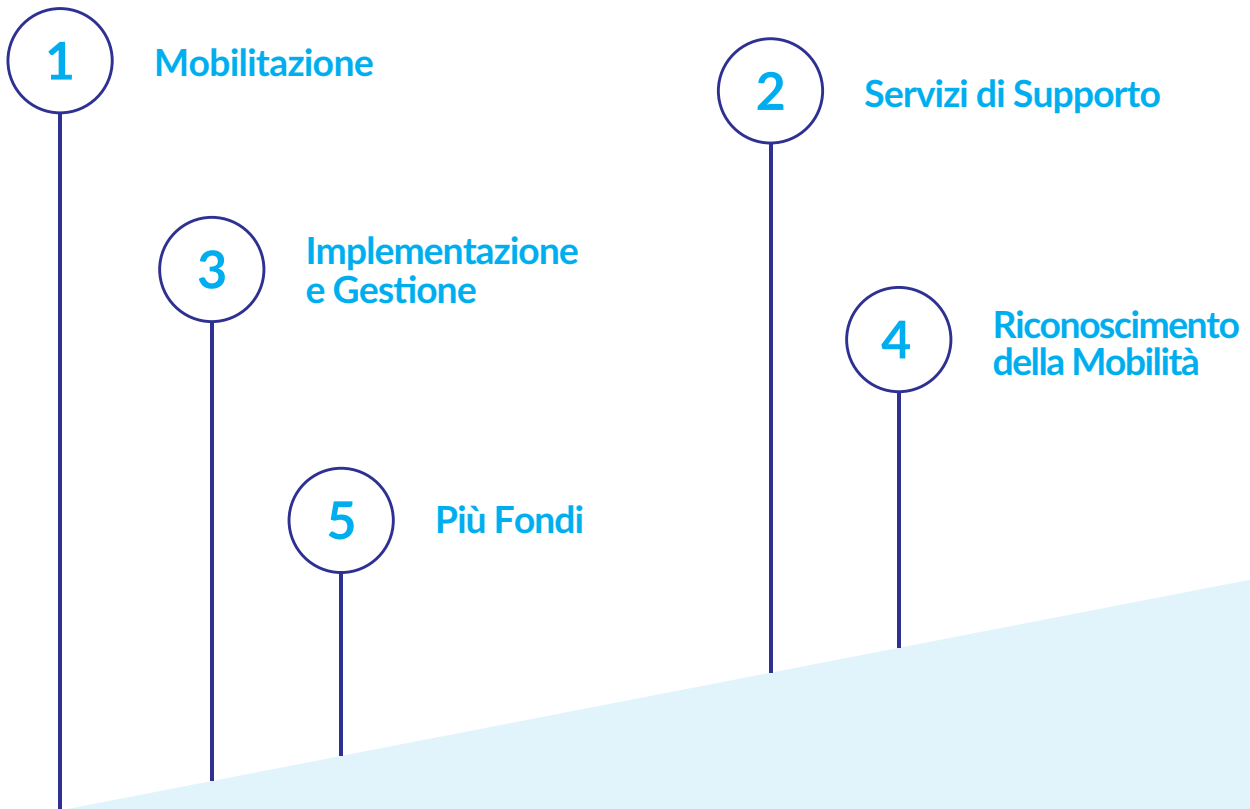 1
Mobilitazione
2
Servizi di Supporto
3
Implementazione
e Gestione
4
Riconoscimento
della Mobilità
5
Più Fondi